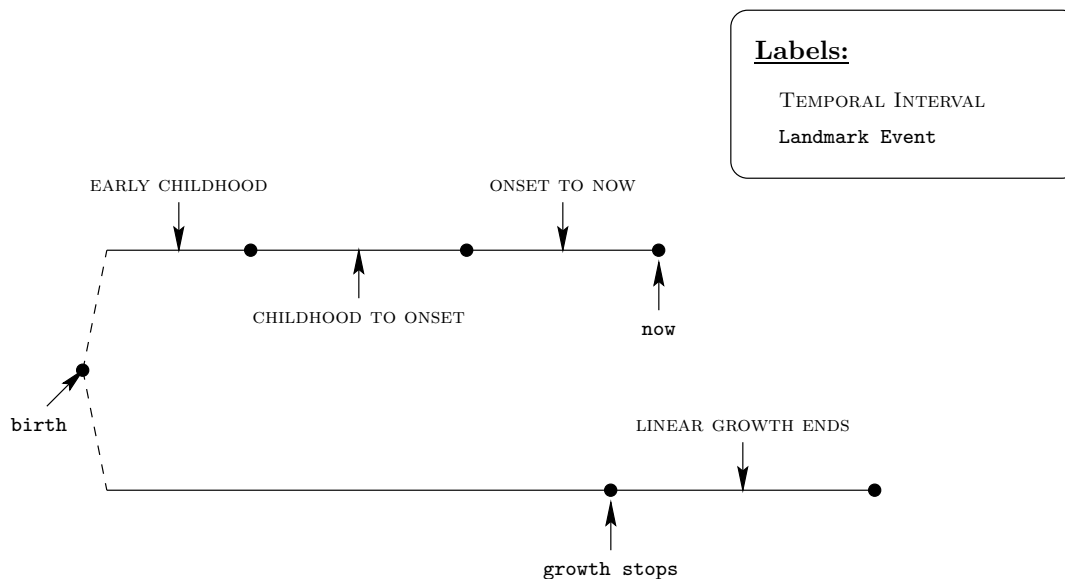 Labels:
TEMPORAL INTERVAL
Landmark Event
EARLY CHILDHOOD
ONSET TO NOW
CHILDHOOD TO ONSET
now
birth
LINEAR GROWTH ENDS
growth stops